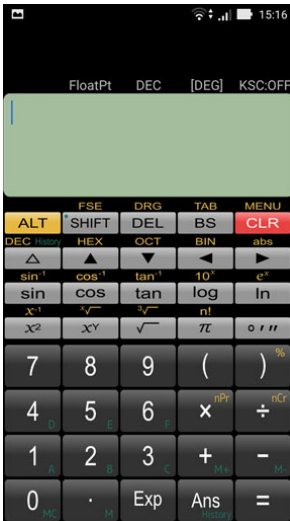 15:16
FloatPt DEC [DEG] KSC:OFF
FSE DRG TAB MENU
ALT SHIFT DEL BS CLR
DEC History HEX OCT BIN abs
△ ▲ ▼ ◀ ▶
sin⁻¹ cos⁻¹ tan⁻¹ 10ˣ eˣ
sin cos tan log ln
x⁻¹ ˣ√ ³√ n!
x² xʸ √ π o ′ ″
%
7 8 9 ( )
nPr nCr
4 D 5 E 6 F × ÷
1 A 2 B 3 C + M+ − M-
0 MC . M Exp Ans History =